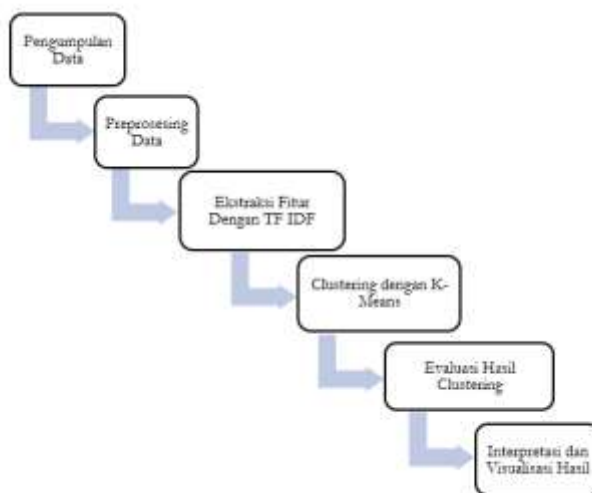 Pengumpulan
Data
Preprosesing
Data
Ekstraksi Fitur
Dengan TF IDF
Clustering dengan K-
Means
Evaluasi Hasil
Clustering
Interpretasi dan
Visualisasi Hasil